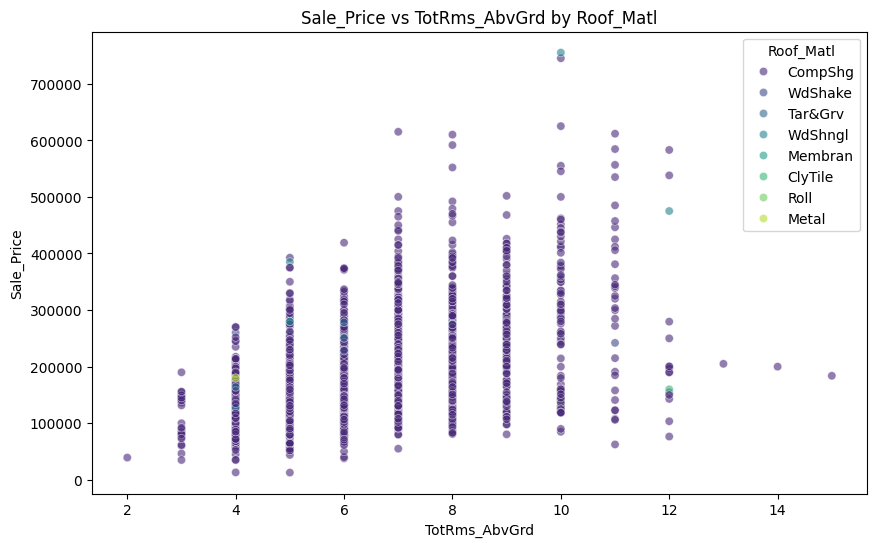 Sale_Price vs TotRms_AbvGrd by Roof_Matl
Roof_Matl
CompShg
WdShake
Tar&Grv
WdShngl
Membran
ClyTile
Roll
Metal
Sale_Price
700000
600000
500000
400000
300000
200000
100000
0
2 4 6 8 10 12 14
TotRms_AbvGrd